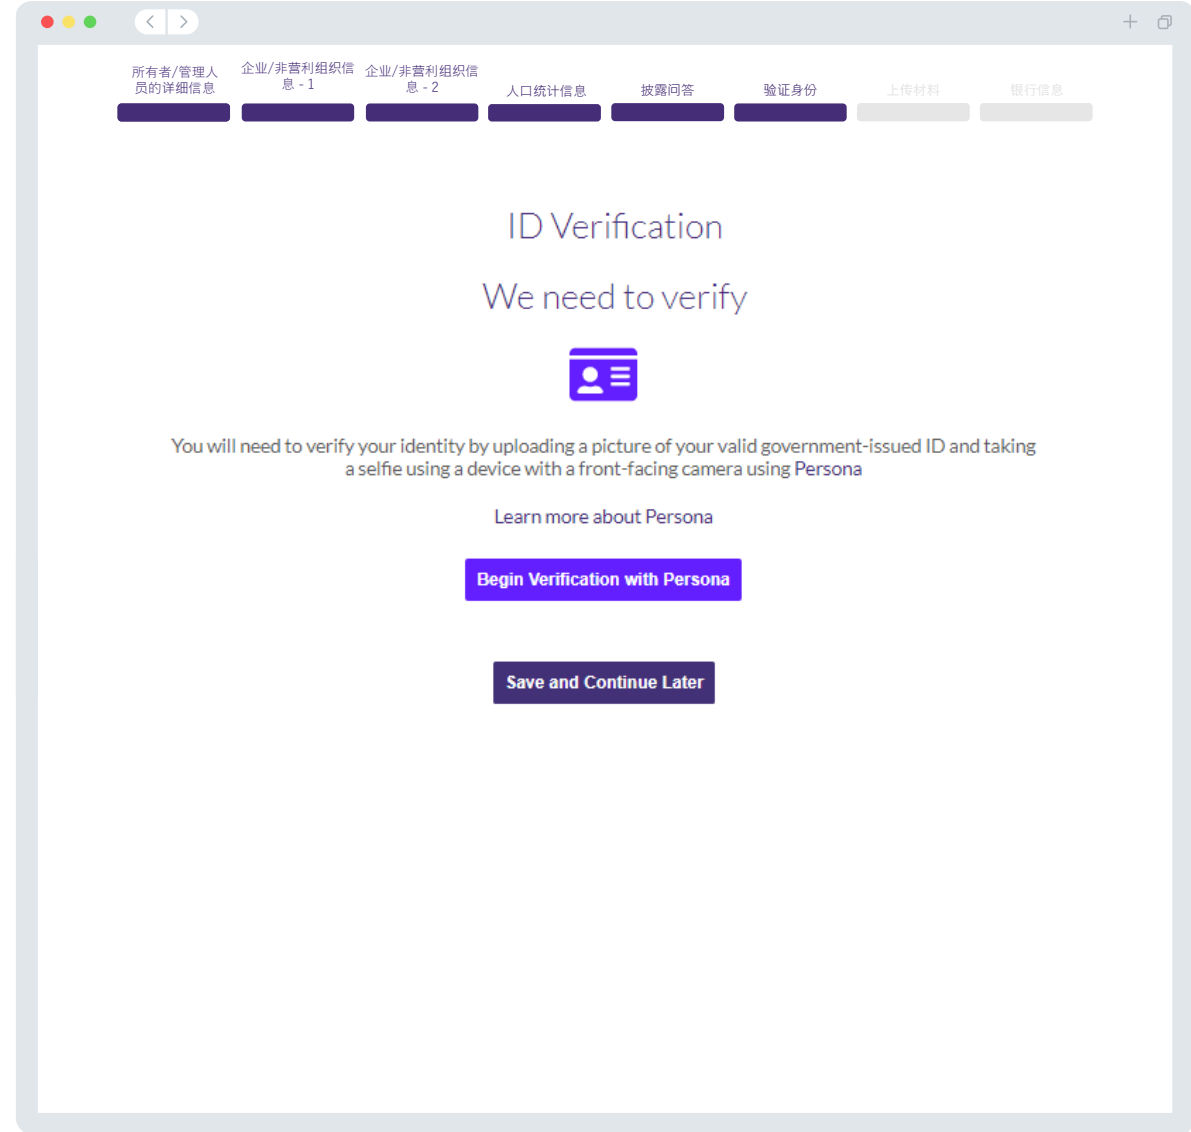 所有者/管理人
员的详细信息
企业/非营利组织信
息 - 1
企业/非营利组织信
息 - 2
人口统计信息
披露问答
验证身份
上传材料
银行信息
ID Verification
We need to verify
You will need to verify your identity by uploading a picture of your valid government-issued ID and taking
a selfie using a device with a front-facing camera using Persona
Learn more about Persona
Begin Verification with Persona
Save and Continue Later